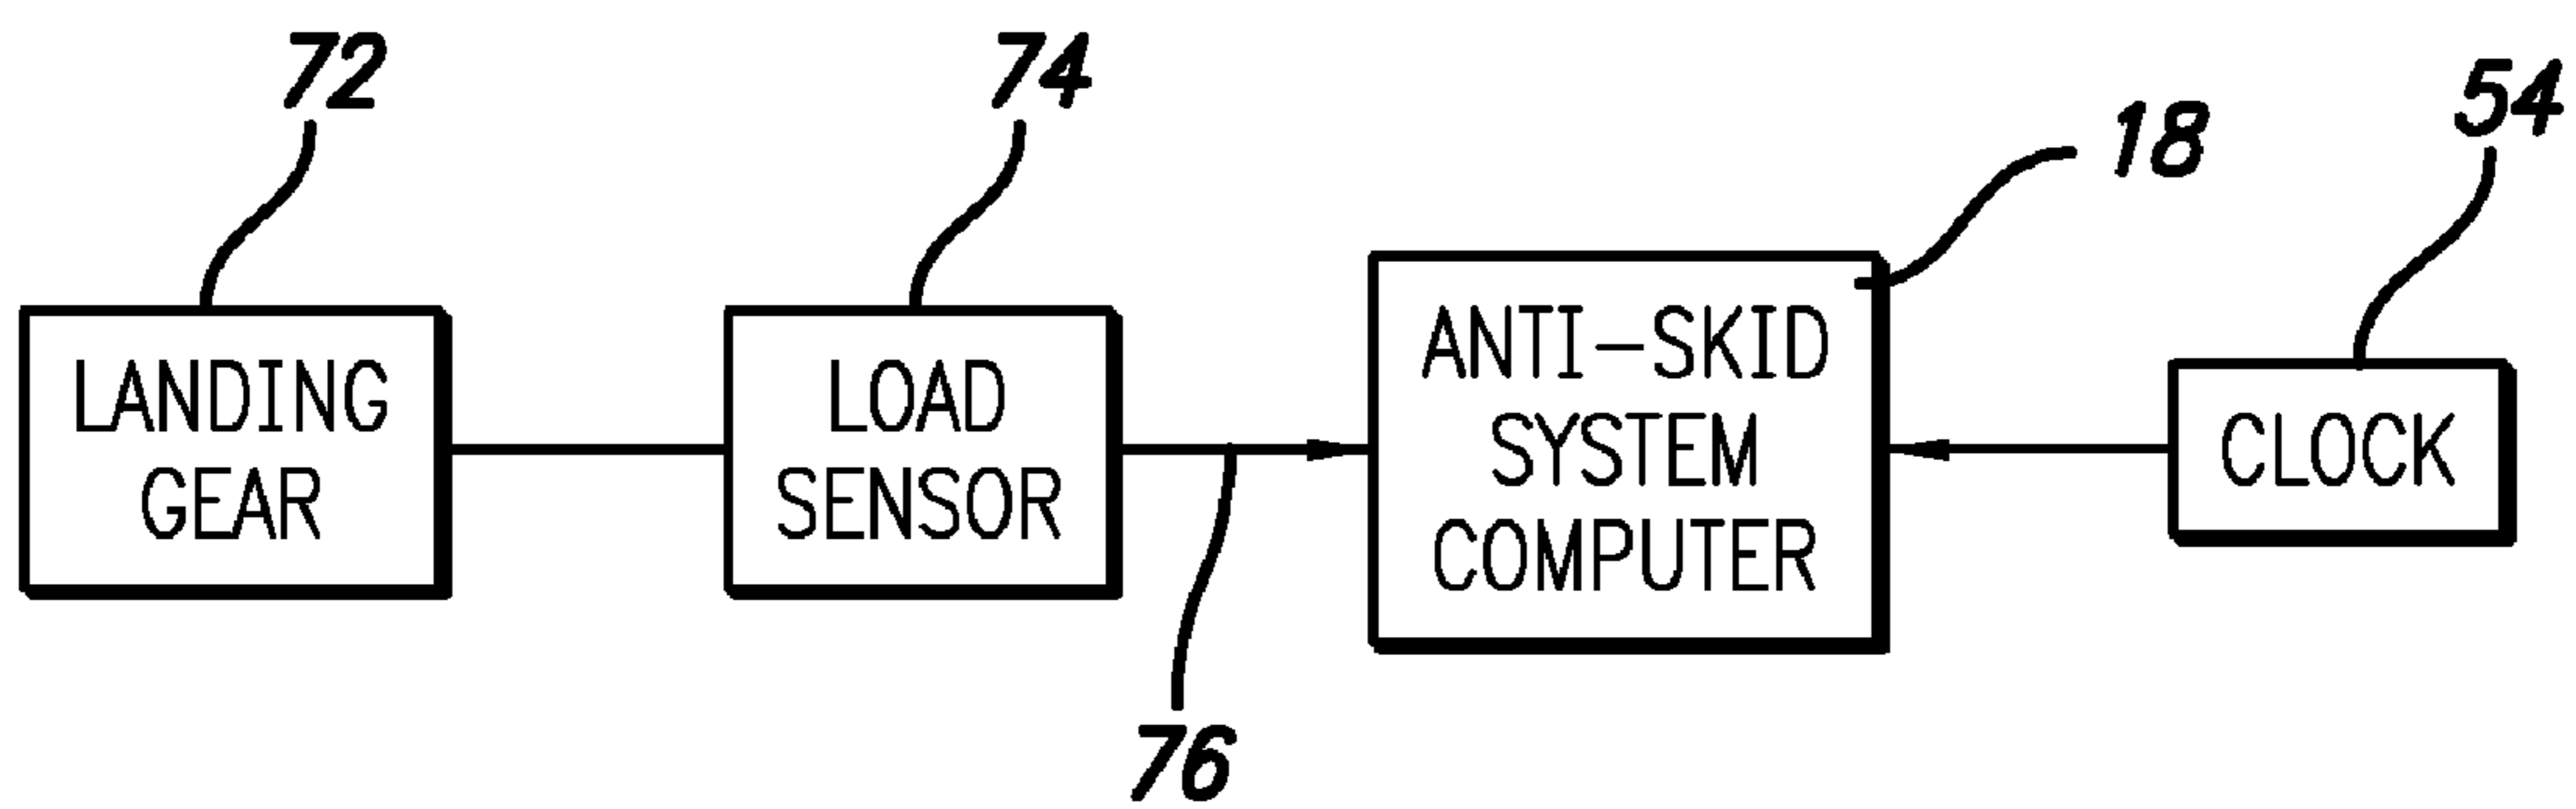 72
74
18
54
LANDING
GEAR
LOAD
SENSOR
ANTI-SKID
SYSTEM
COMPUTER
CLOCK
76